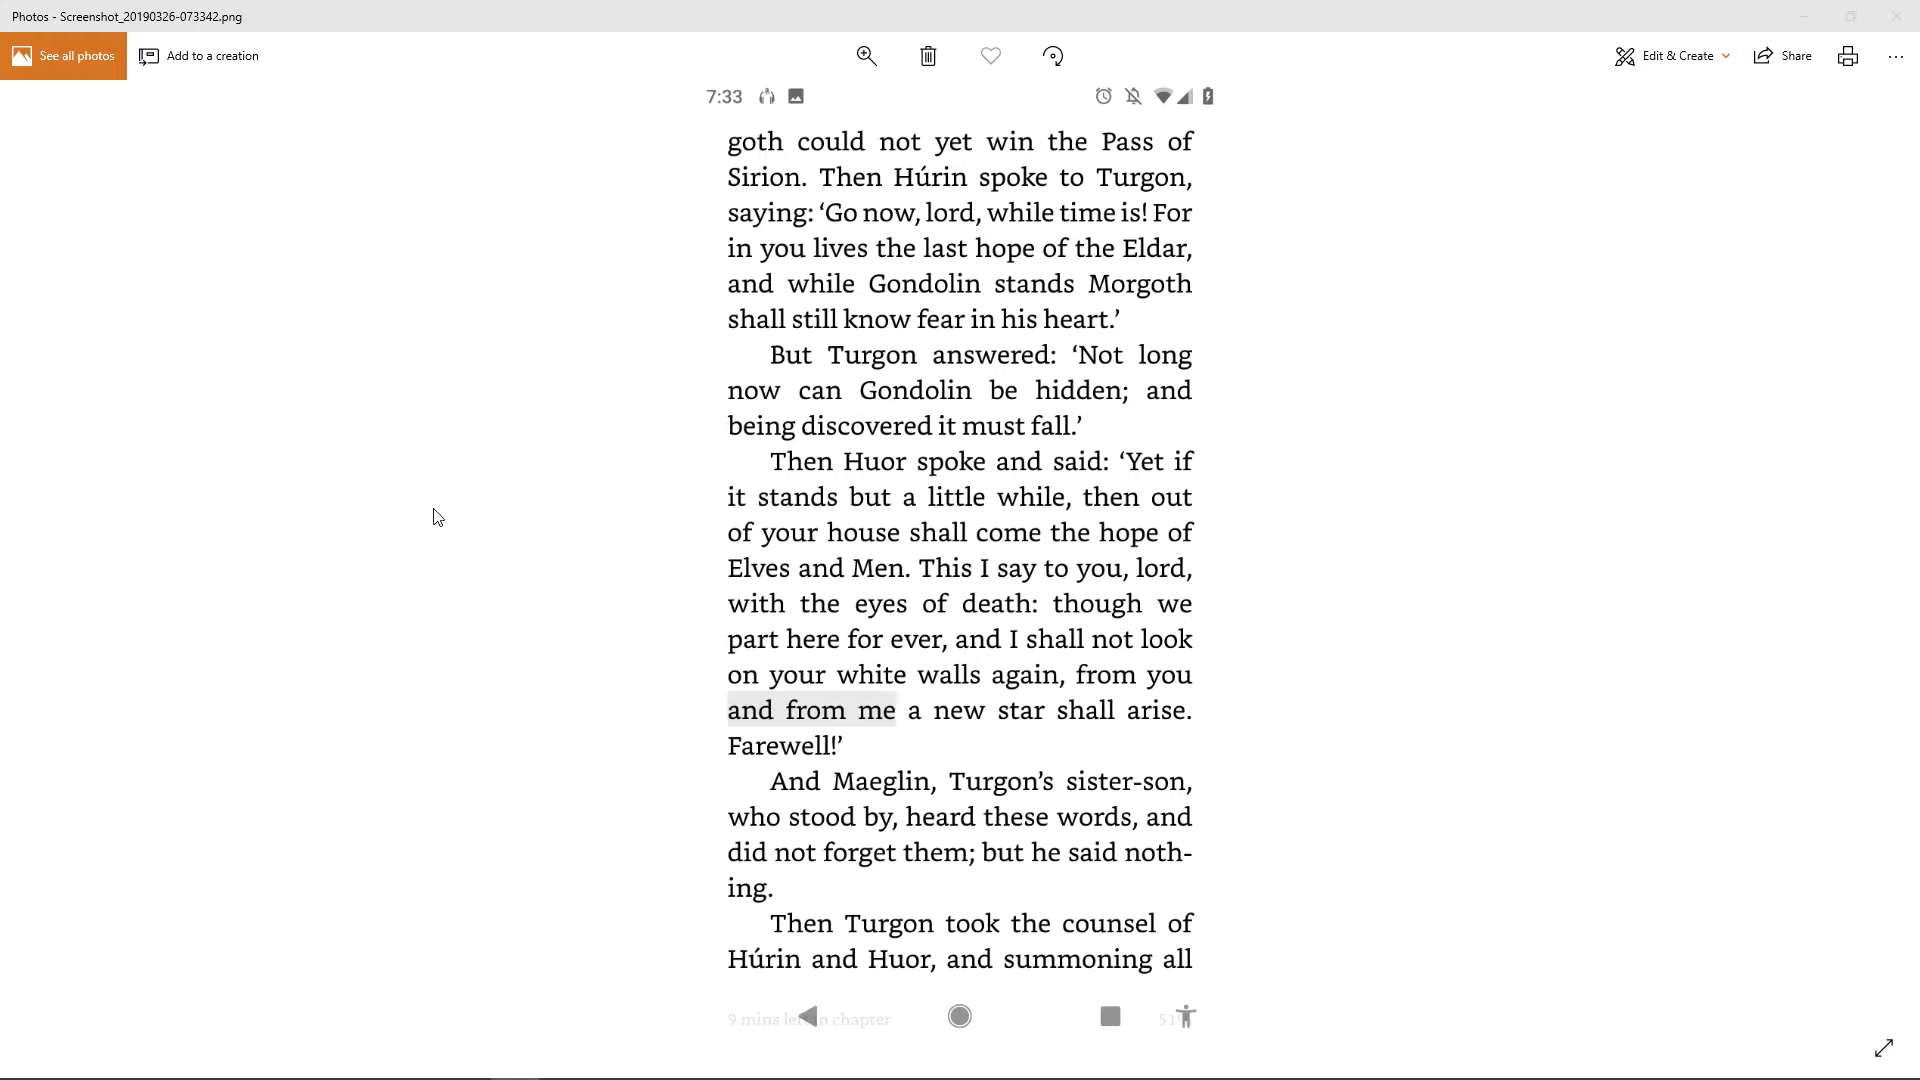 Photos - Screenshot_20190326-073342.png
See all photos
Add to a creation
Edit & Create
Share
7:33
goth could not yet win the Pass of
Sirion. Then Húrin spoke to Turgon,
saying: ‘Go now, lord, while time is! For
in you lives the last hope of the Eldar,
and while Gondolin stands Morgoth
shall still know fear in his heart.’
But Turgon answered: ‘Not long
now can Gondolin be hidden; and
being discovered it must fall.’
Then Huor spoke and said: ‘Yet if
it stands but a little while, then out
of your house shall come the hope of
Elves and Men. This I say to you, lord,
with the eyes of death: though we
part here for ever, and I shall not look
on your white walls again, from you
and from me a new star shall arise.
Farewell!’
And Maeglin, Turgon’s sister-son,
who stood by, heard these words, and
did not forget them; but he said noth-
ing.
Then Turgon took the counsel of
Húrin and Huor, and summoning all
9 mins chapter